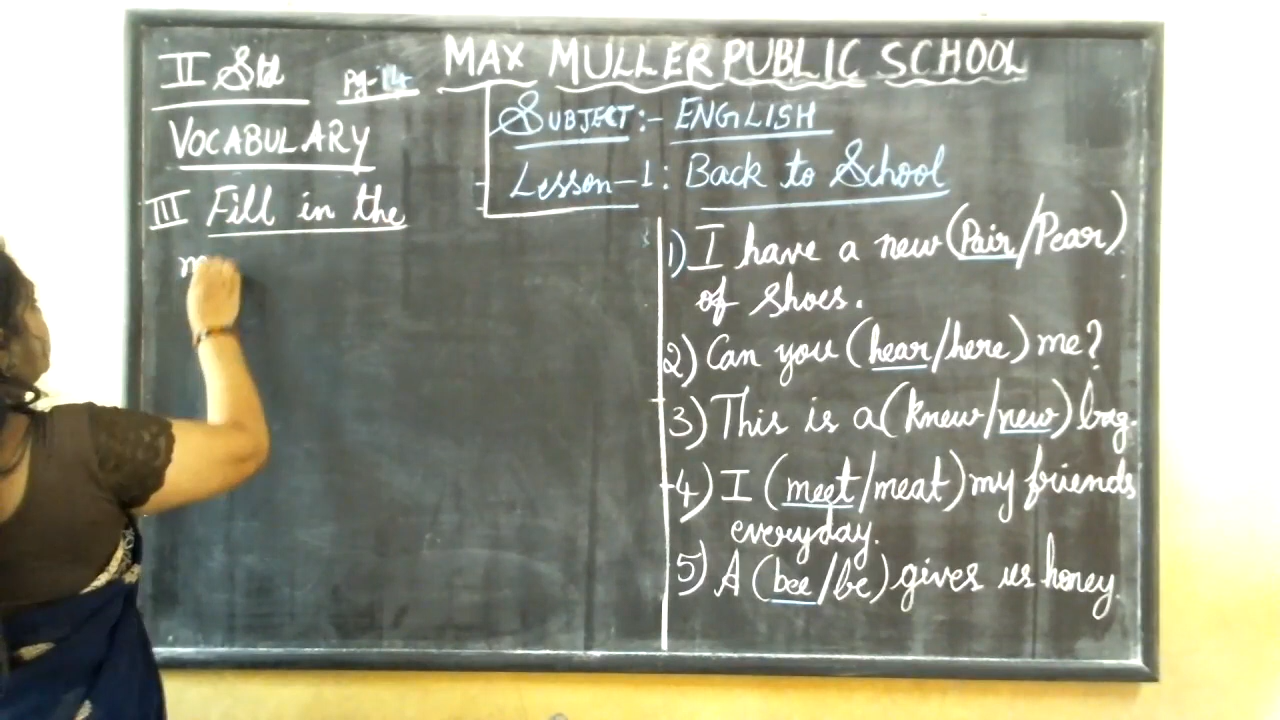 II Std pg-14 MAX MULLER PUBLIC SCHOOL
SUBJECT:- ENGLISH
Lesson-1: Back to School
VOCABULARY
III Fill in the
m
1) I have a new (Pair/Pear)
of shoes.
2) Can you (hear/here) me?
3) This is a (knew/new) bag.
4) I (meet/meat) my friends
everyday.
5) A (bee/be) gives us honey.